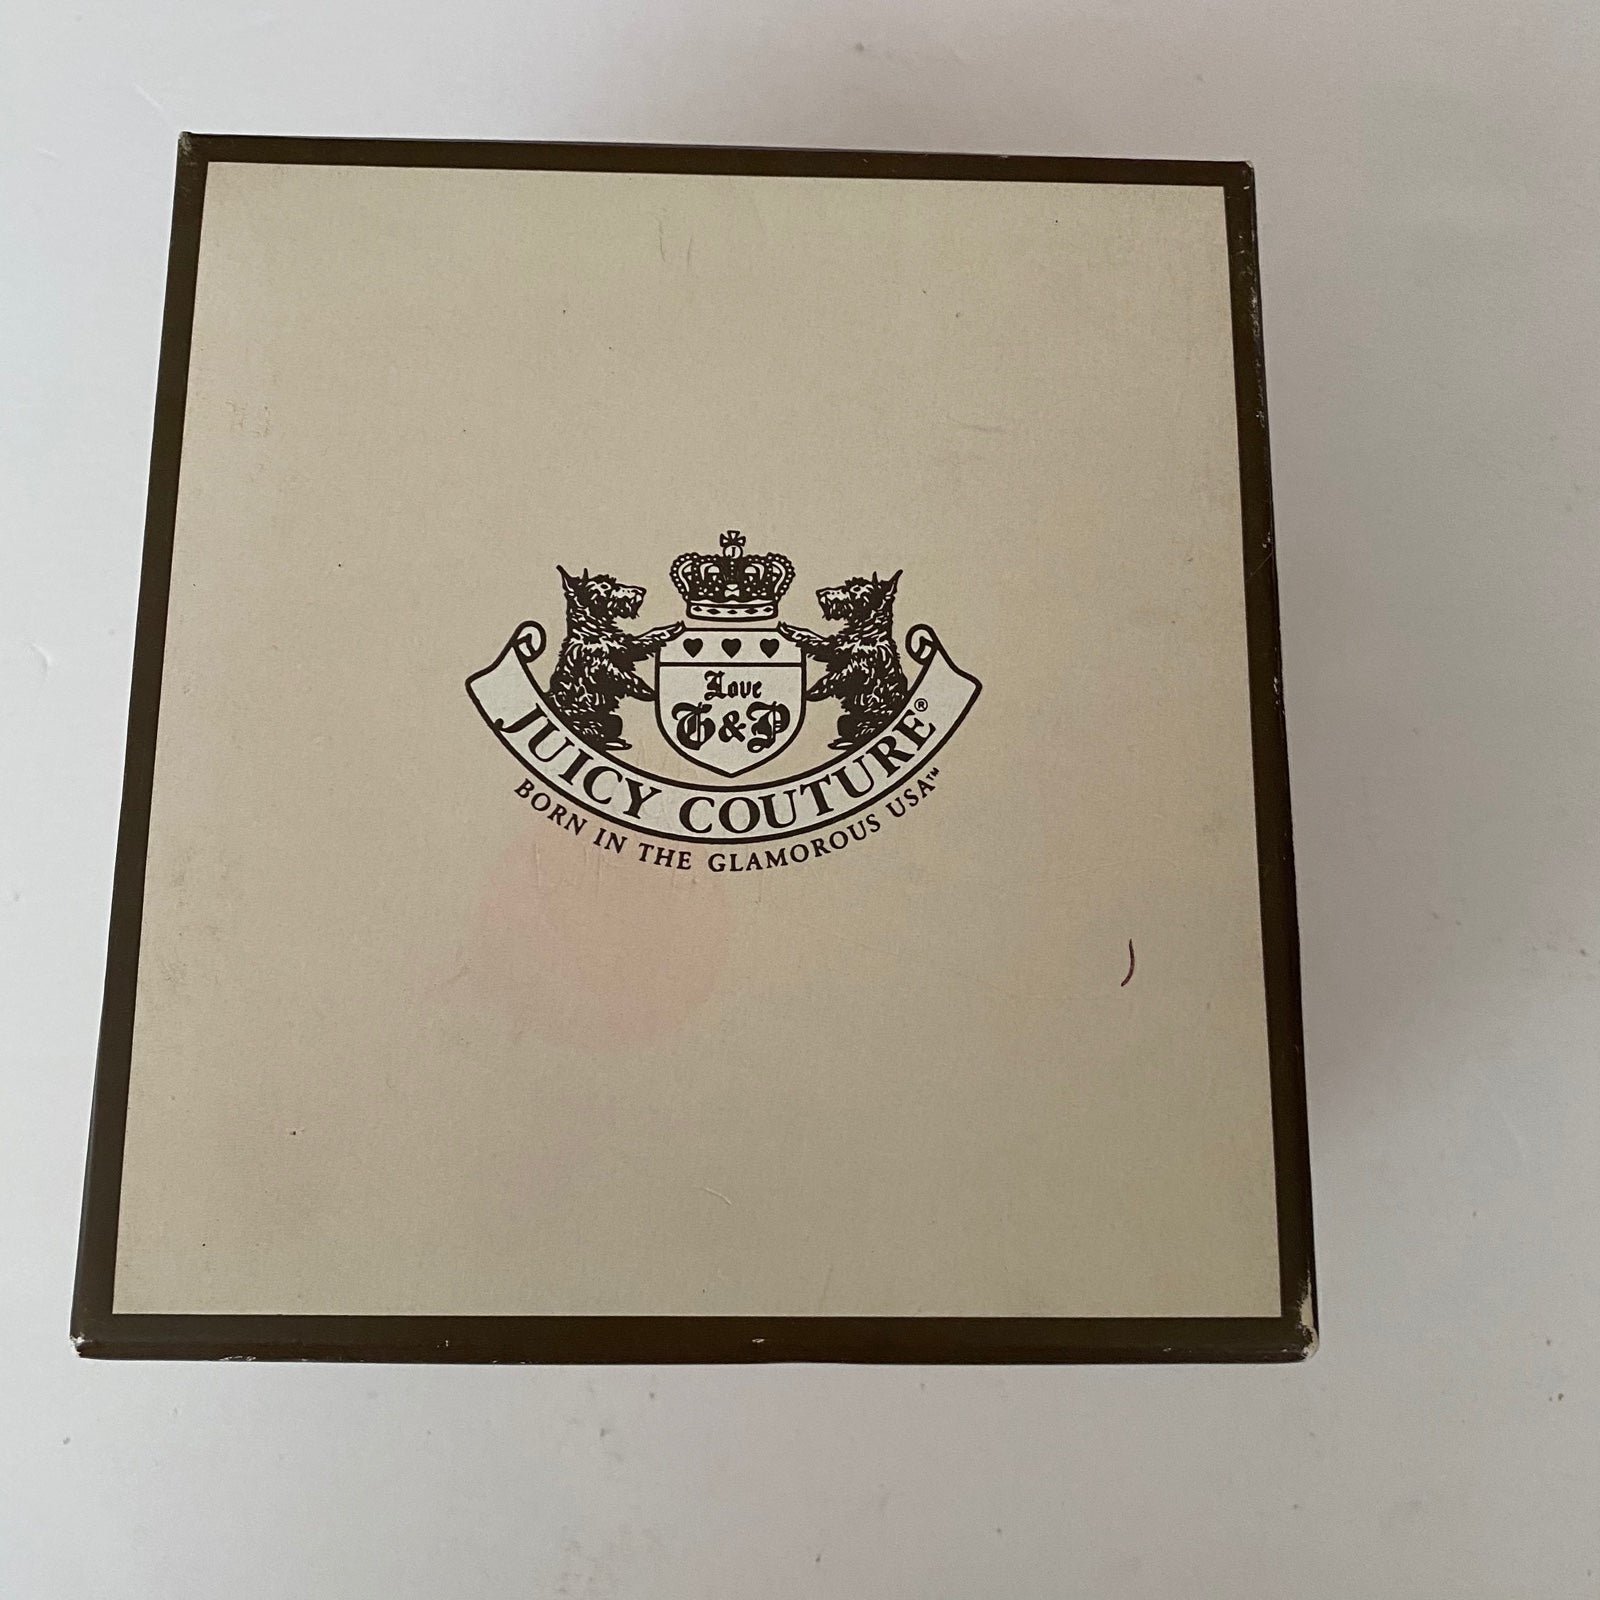 J
Love
G&P
JUICY COUTURE®
BORN IN THE GLAMOROUS USA™